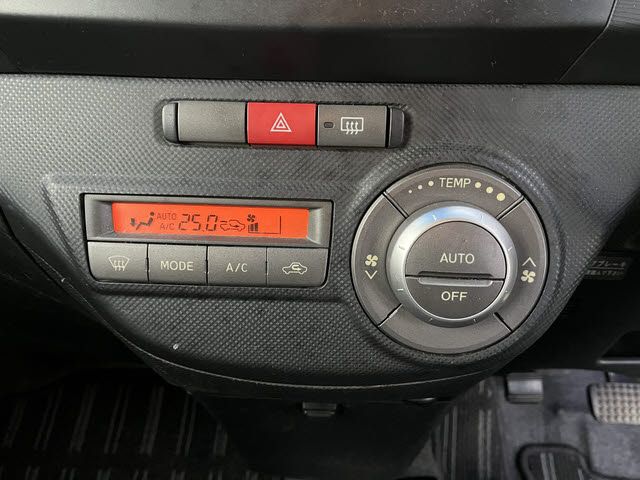 TEMP
AUTO
A/C
25.0
AUTO
OFF
MODE
A/C